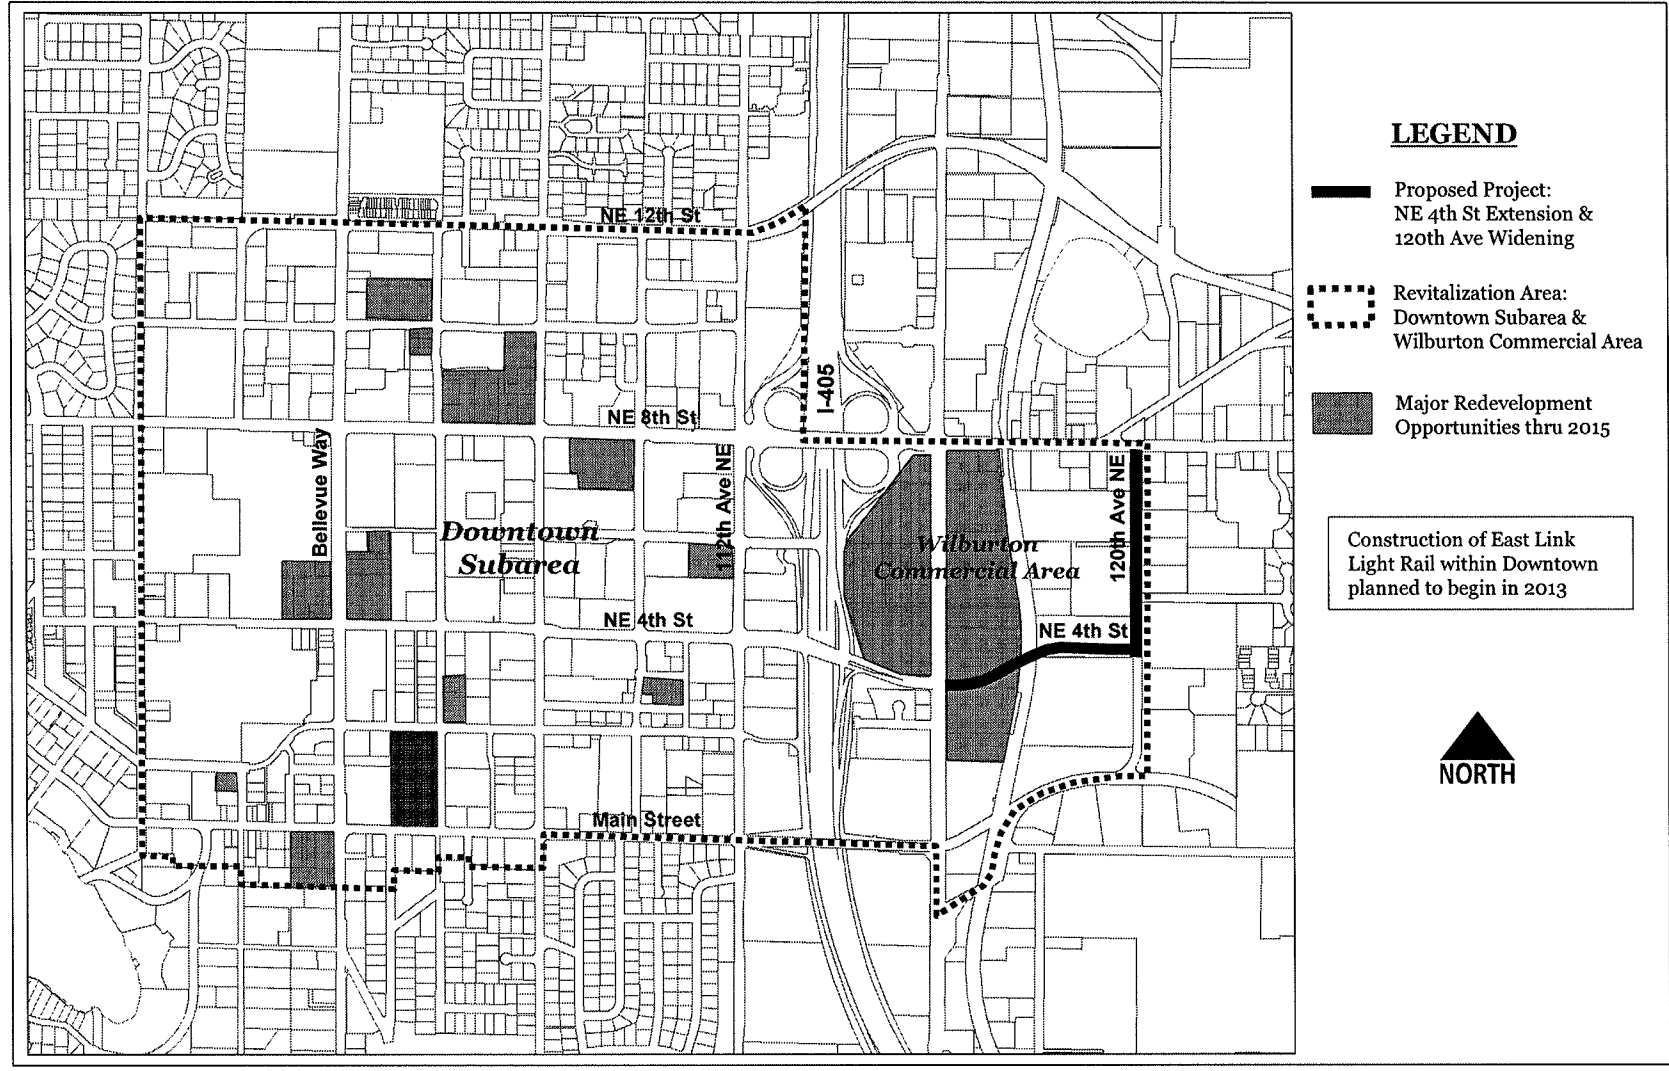 NE 12th St
I-405
NE 8th St
Bellevue Way
112th Ave NE
120th Ave NE
Downtown
Subarea
Wilburton
Commercial Area
NE 4th St
NE 4th St
Main Street
LEGEND
Proposed Project:
NE 4th St Extension &
120th Ave Widening
Revitalization Area:
Downtown Subarea &
Wilburton Commercial Area
Major Redevelopment
Opportunities thru 2015
Construction of East Link
Light Rail within Downtown
planned to begin in 2013
NORTH